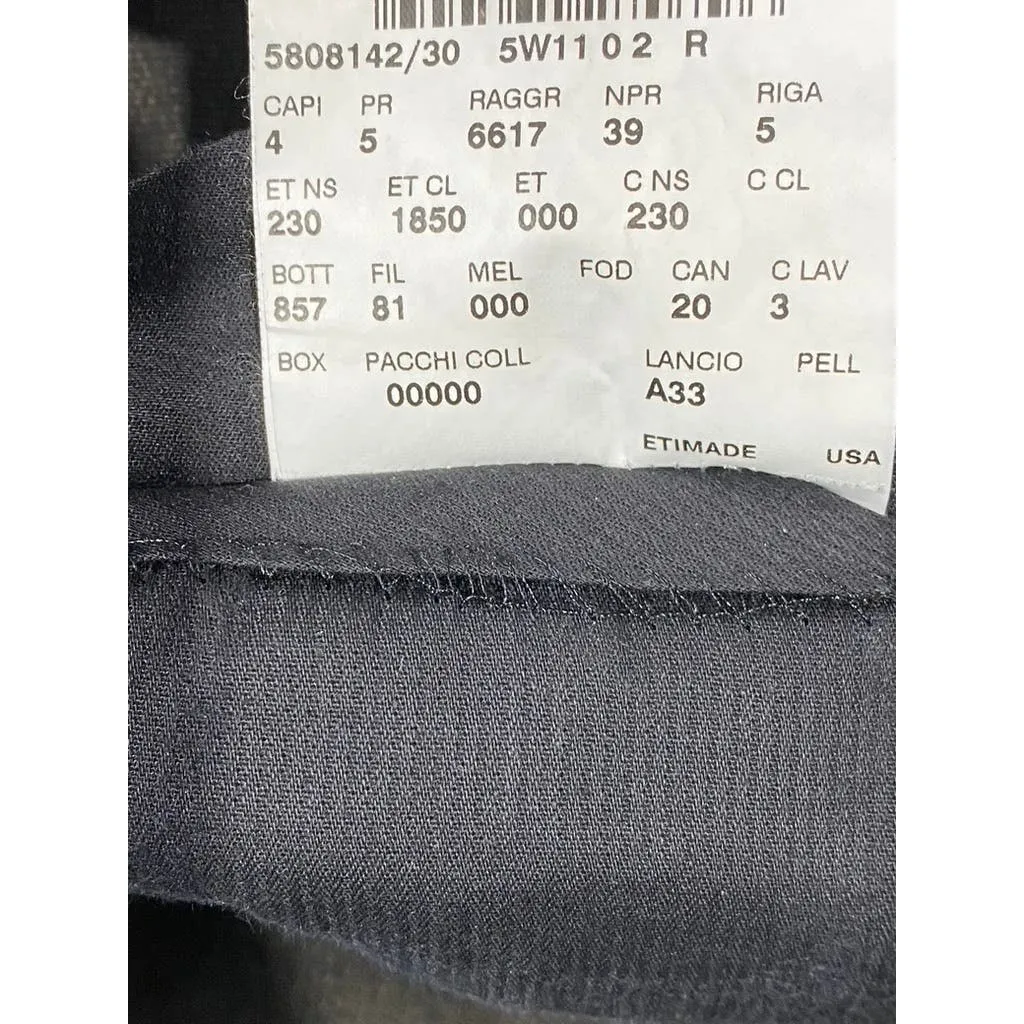 5808142/30 5W11 0 2 R
CAPI PR RAGGR NPR RIGA
4 5 6617 39 5
ET NS ET CL ET C NS C CL
230 1850 000 230
BOTT FIL MEL FOD CAN C LAV
857 81 000 20 3
BOX PACCHI COLL LANCIO PELL
00000 A33
ETIMADE USA